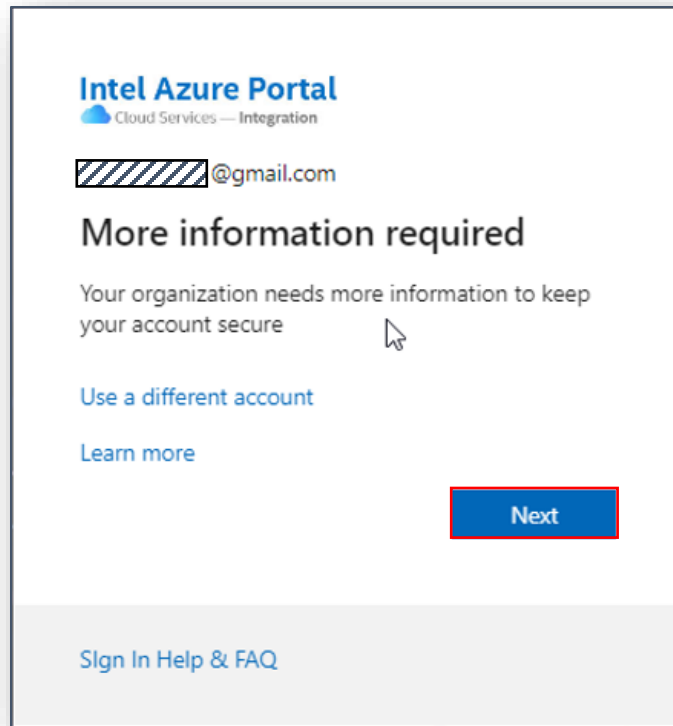 Intel Azure Portal
Cloud Services — Integration
@gmail.com
More information required
Your organization needs more information to keep
your account secure
Use a different account
Learn more
Next
SIgn In Help & FAQ